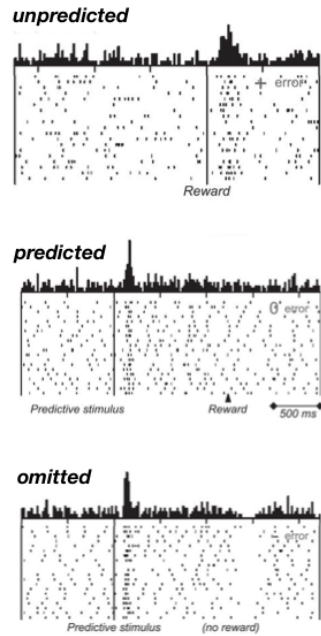 unpredicted
+ error
Reward
predicted
0 error
Predictive stimulus
Reward
500 ms
omitted
- error
Predictive stimulus
(no reward)